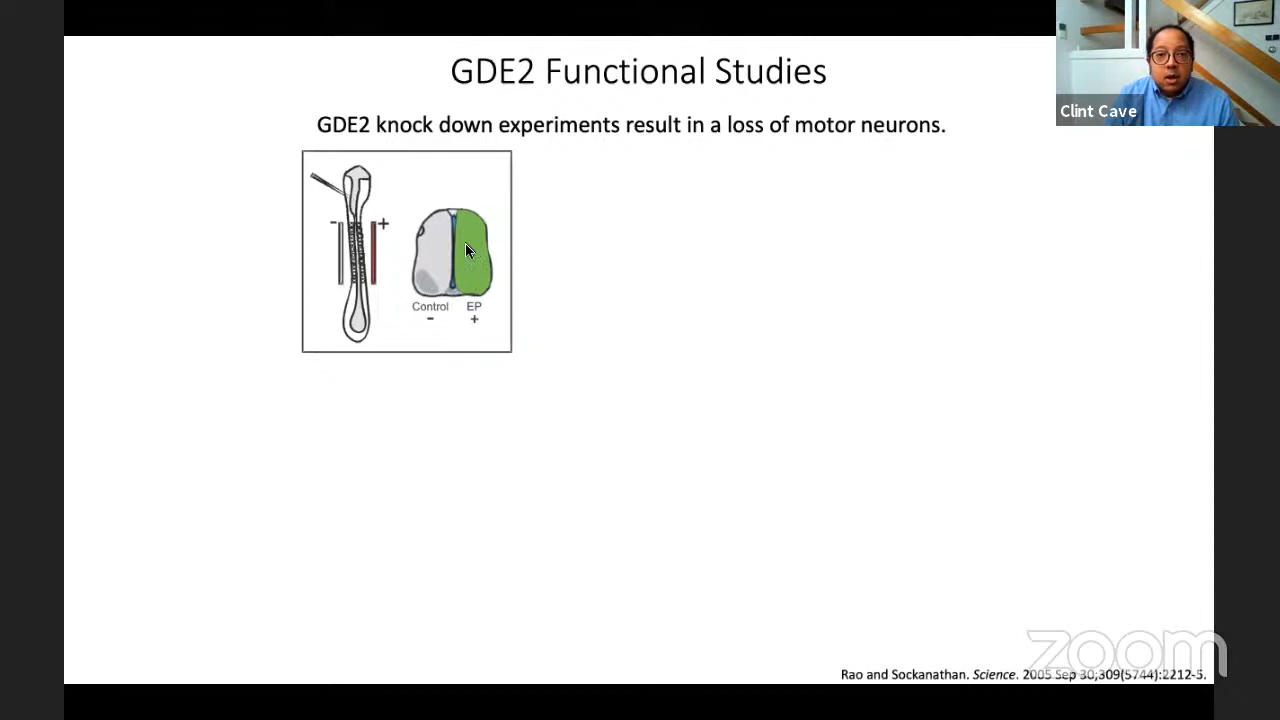 GDE2 Functional Studies
Clint Cave
GDE2 knock down experiments result in a loss of motor neurons.
- +
Control EP
- +
zoom
Rao and Sockanathan. Science. 2005 Sep 30;309(5744):2212-5.